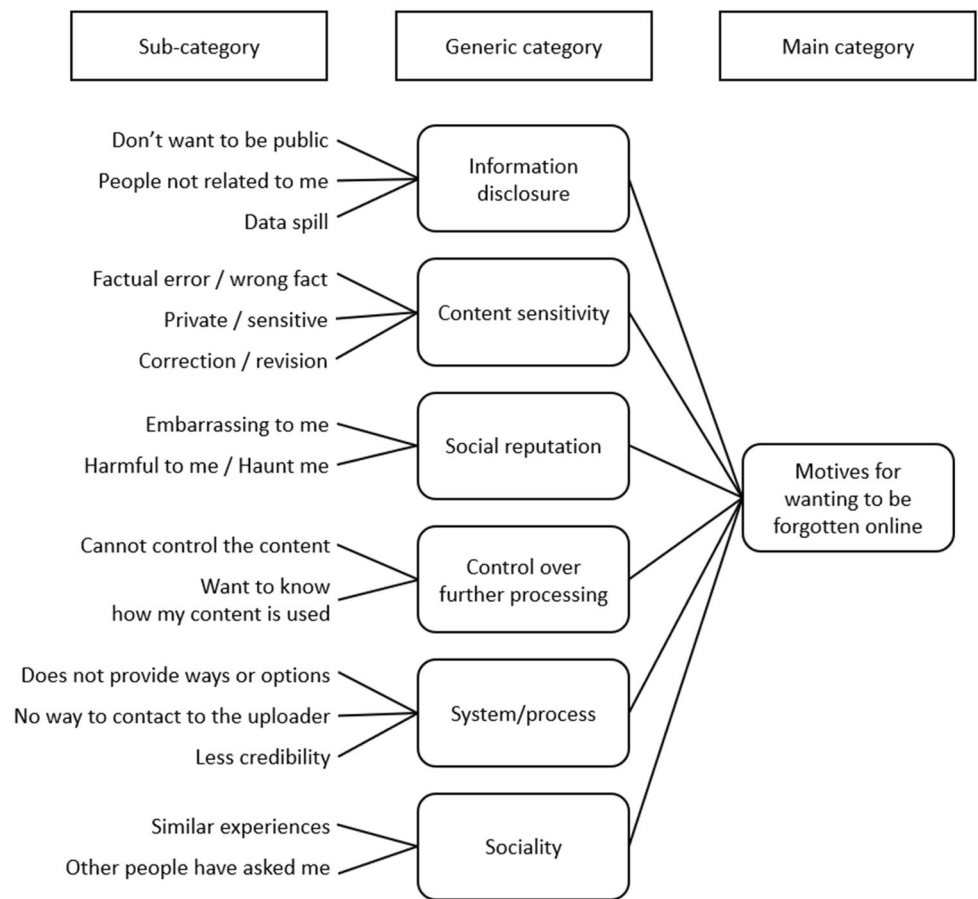 Sub-category
Generic category
Main category
Don't want to be public
People not related to me
Data spill
Information
disclosure
Factual error / wrong fact
Private / sensitive
Correction / revision
Content sensitivity
Embarrassing to me
Harmful to me / Haunt me
Social reputation
Cannot control the content
Want to know
how my content is used
Control over
further processing
Does not provide ways or options
No way to contact to the uploader
Less credibility
System/process
Similar experiences
Other people have asked me
Sociality
Motives for
wanting to be
forgotten online